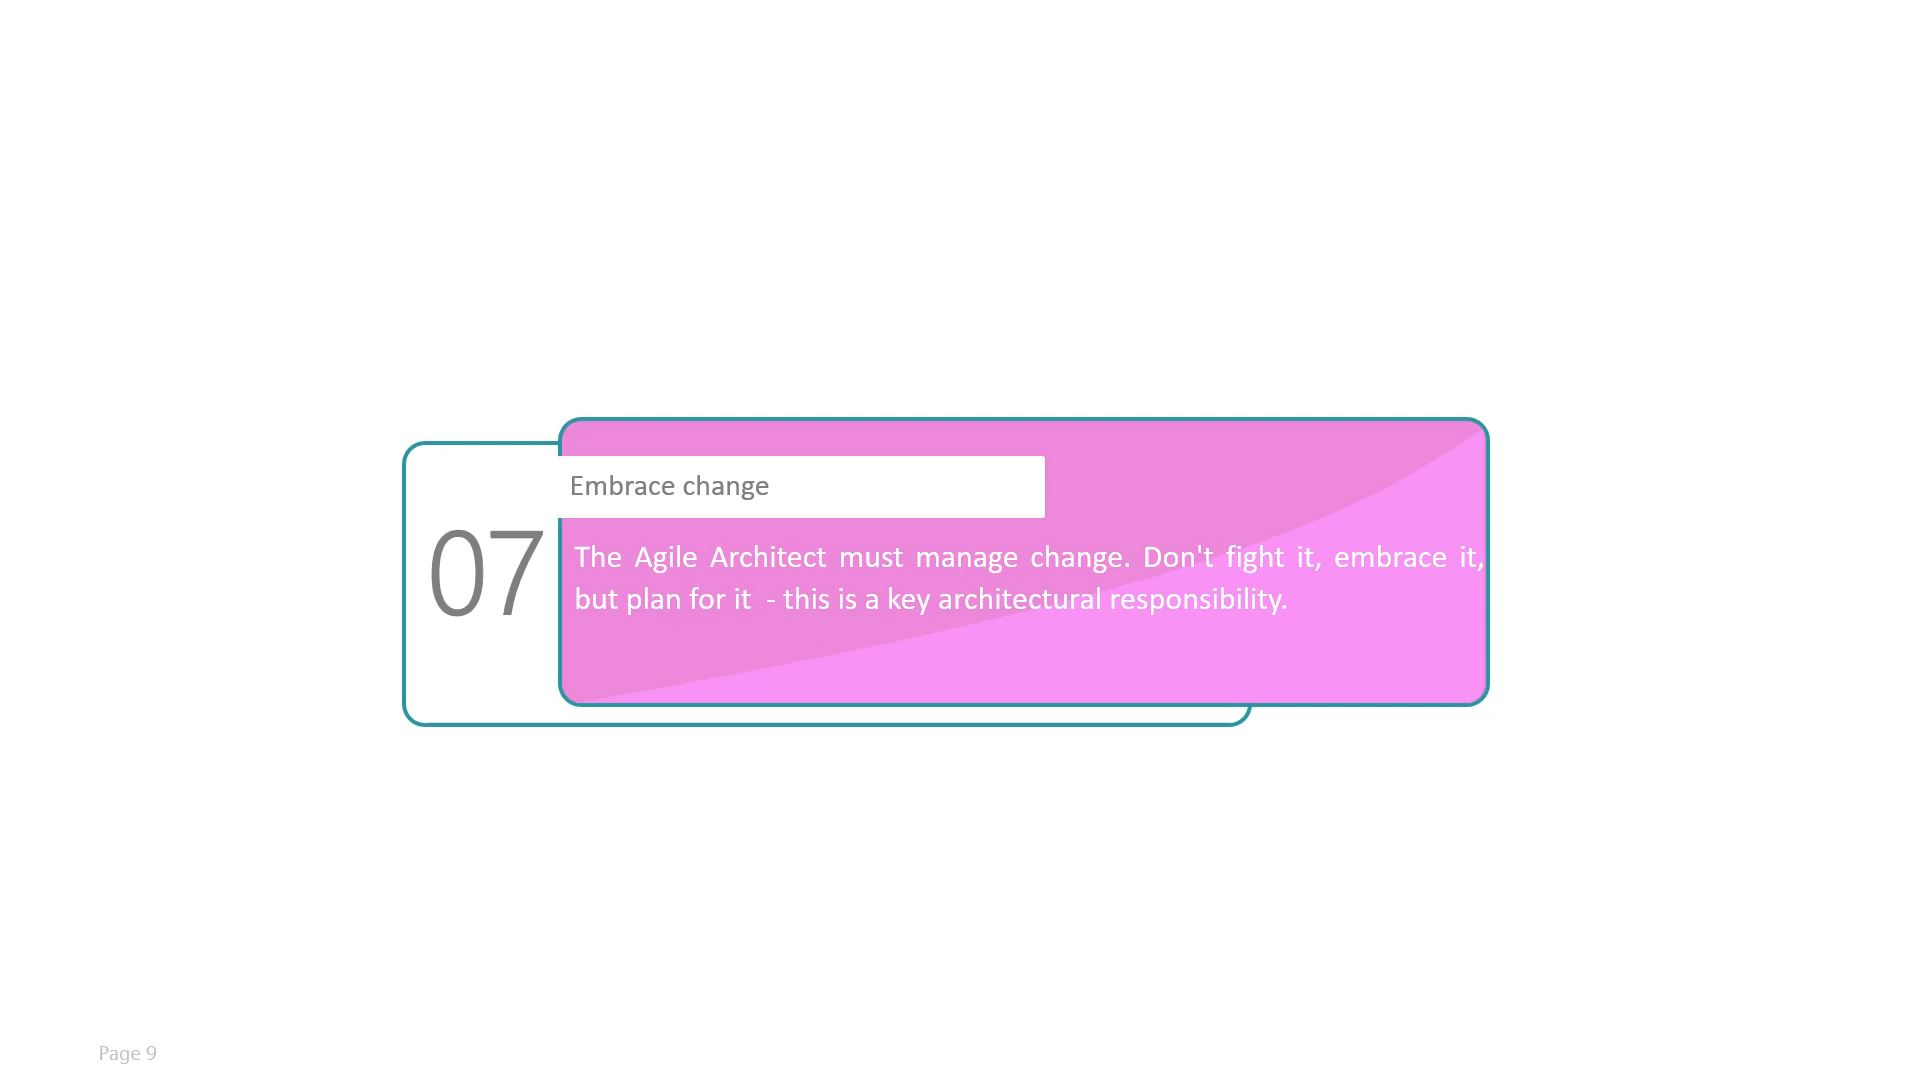 Embrace change
07
The Agile Architect must manage change. Don't fight it, embrace it,
but plan for it  - this is a key architectural responsibility.
Page 9